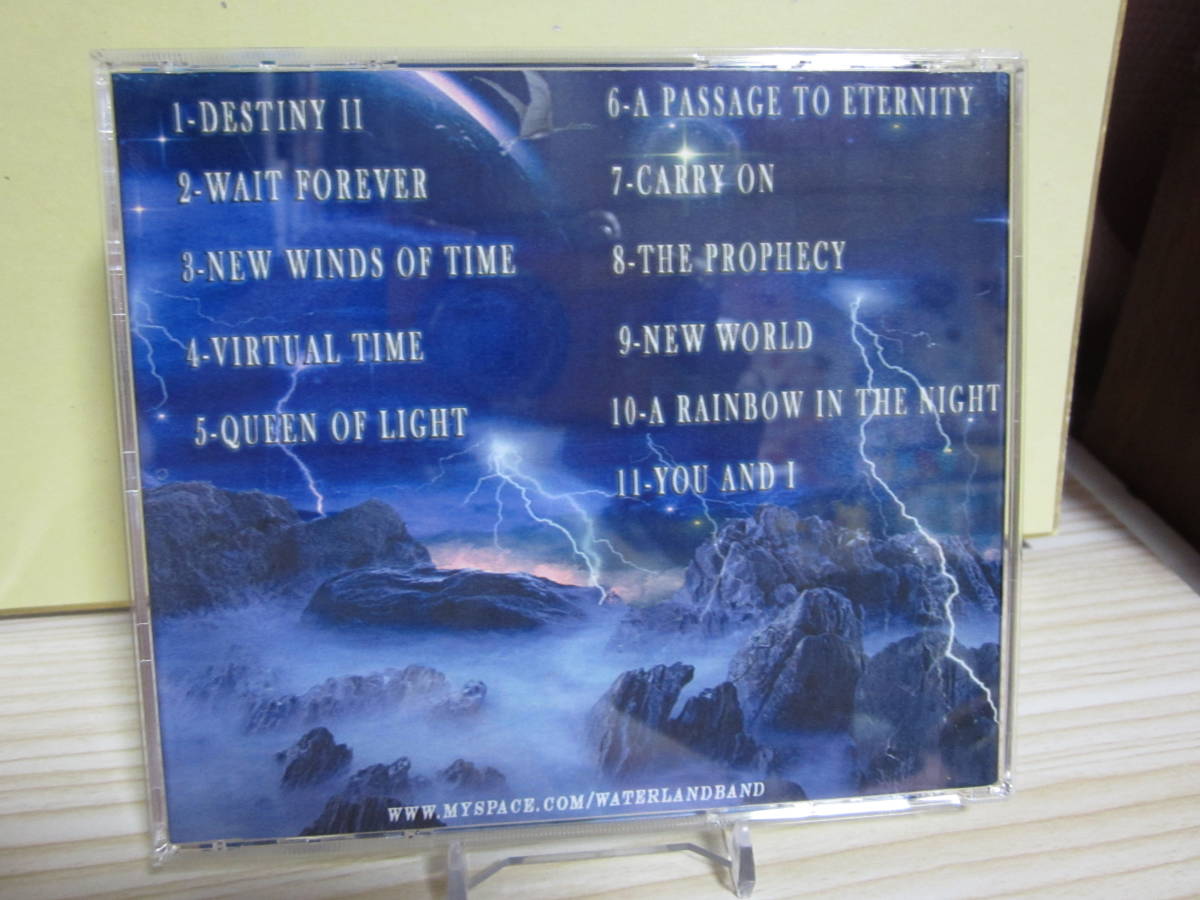 1-DESTINY II
2-WAIT FOREVER
3-NEW WINDS OF TIME
4-VIRTUAL TIME
5-QUEEN OF LIGHT
6-A PASSAGE TO ETERNITY
7-CARRY ON
8-THE PROPHECY
9-NEW WORLD
10-A RAINBOW IN THE NIGHT
11-YOU AND I
WWW.MYSPACE.COM/WATERLANDBAND